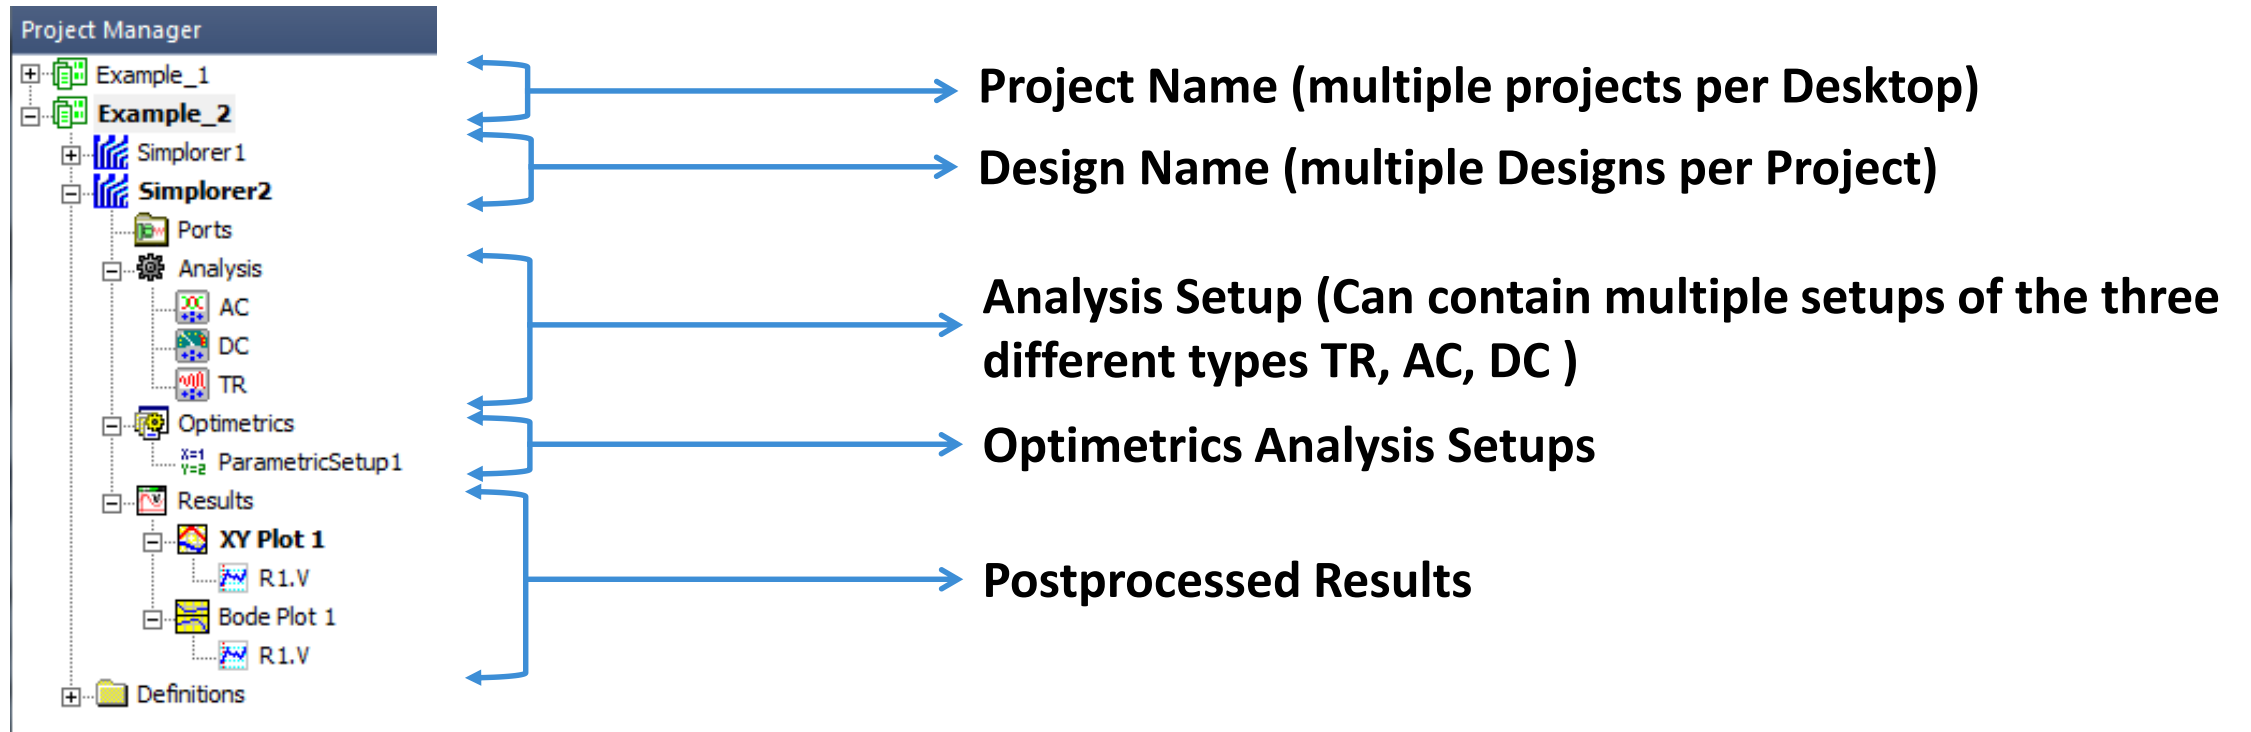 Project Manager
Example_1
Example_2
Simplorer1
Simplorer2
Ports
Analysis
AC
DC
TR
Optimetrics
X=1
Y=2
ParametricSetup1
Results
XY Plot 1
R1.V
Bode Plot 1
R1.V
Definitions
Project Name (multiple projects per Desktop)
Design Name (multiple Designs per Project)
Analysis Setup (Can contain multiple setups of the three
different types TR, AC, DC )
Optimetrics Analysis Setups
Postprocessed Results